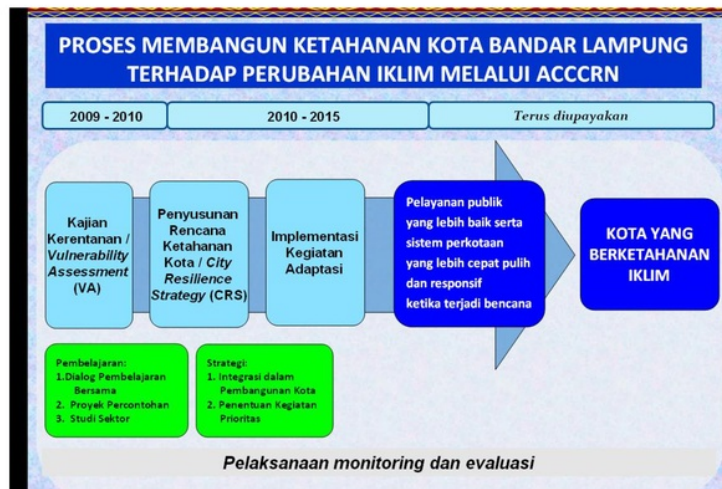 PROSES MEMBANGUN KETAHANAN KOTA BANDAR LAMPUNG
TERHADAP PERUBAHAN IKLIM MELALUI ACCCRN
2009 - 2010
2010 - 2015
Terus diupayakan
Kajian
Kerentanan /
Vulnerability
Assessment
(VA)
Penyusunan
Rencana
Ketahanan
Kota / City
Resilience
Strategy (CRS)
Implementasi
Kegiatan
Adaptasi
Pelayanan publik
yang lebih baik serta
sistem perkotaan
yang lebih cepat pulih
dan responsif
ketika terjadi bencana
KOTA YANG
BERKETAHANAN
IKLIM
Pembelajaran:
1.Dialog Pembelajaran
Bersama
2. Proyek Percontohan
3. Studi Sektor
Strategi:
1. Integrasi dalam
Pembangunan Kota
2. Penentuan Kegiatan
Prioritas
Pelaksanaan monitoring dan evaluasi